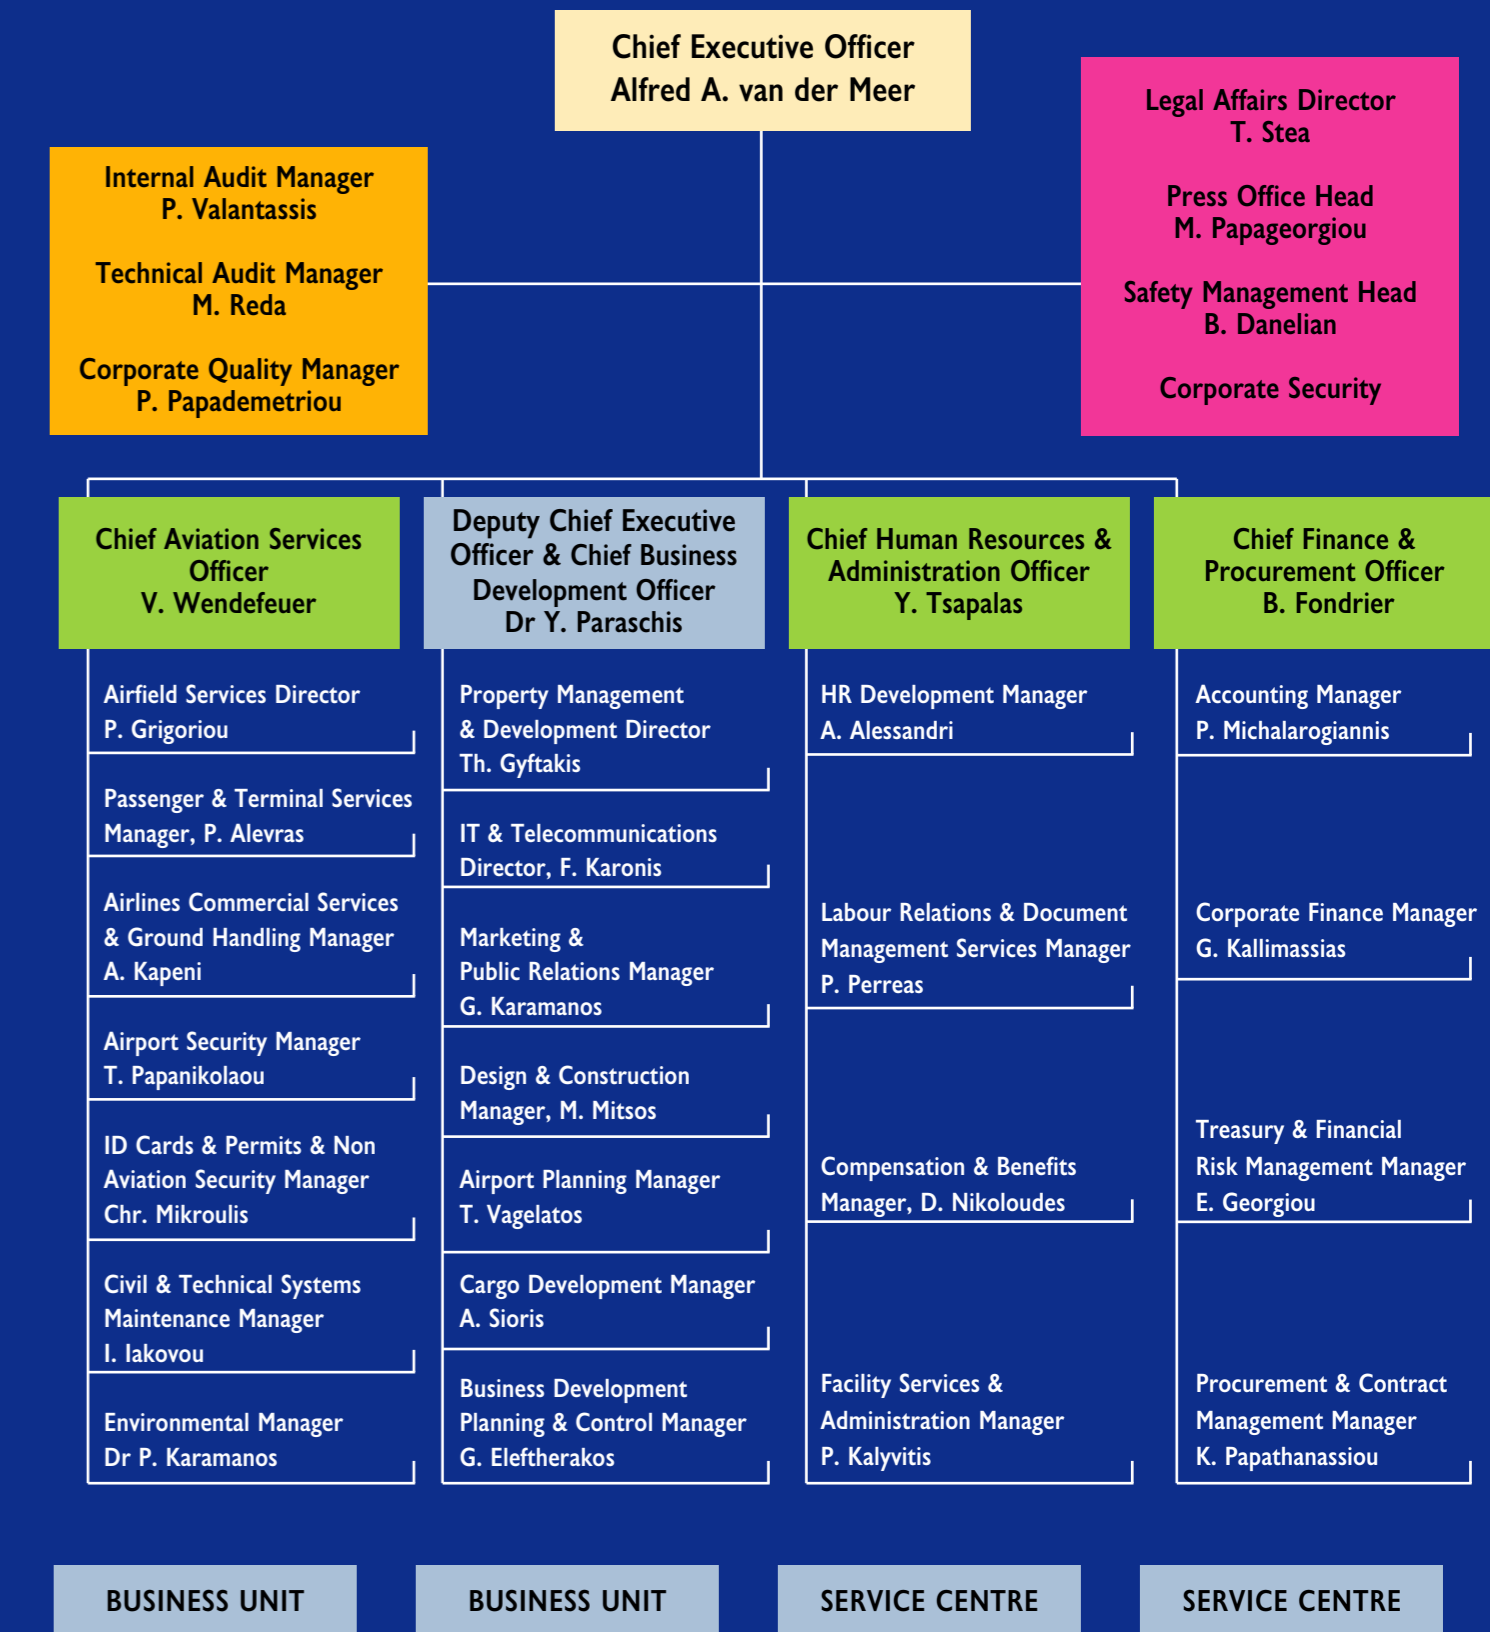 Chief Executive Officer
Alfred A. van der Meer
Internal Audit Manager
P. Valantassis
Technical Audit Manager
M. Reda
Corporate Quality Manager
P. Papademetriou
Legal Affairs Director
T. Stea
Press Office Head
M. Papageorgiou
Safety Management Head
B. Danelian
Corporate Security
Chief Aviation Services
Officer
V. Wendefeuer
Airfield Services Director
P. Grigoriou
Passenger & Terminal Services
Manager, P. Alevras
Airlines Commercial Services
& Ground Handling Manager
A. Kapeni
Airport Security Manager
T. Papanikolaou
ID Cards & Permits & Non
Aviation Security Manager
Chr. Mikroulis
Civil & Technical Systems
Maintenance Manager
I. Iakovou
Environmental Manager
Dr P. Karamanos
BUSINESS UNIT
Deputy Chief Executive
Officer & Chief Business
Development Officer
Dr Y. Paraschis
Property Management
& Development Director
Th. Gyftakis
IT & Telecommunications
Director, F. Karonis
Marketing &
Public Relations Manager
G. Karamanos
Design & Construction
Manager, M. Mitsos
Airport Planning Manager
T. Vagelatos
Cargo Development Manager
A. Sioris
Business Development
Planning & Control Manager
G. Eleftherakos
BUSINESS UNIT
Chief Human Resources &
Administration Officer
Y. Tsapalas
HR Development Manager
A. Alessandri
Labour Relations & Document
Management Services Manager
P. Perreas
Compensation & Benefits
Manager, D. Nikoloudes
Facility Services &
Administration Manager
P. Kalyvitis
SERVICE CENTRE
Chief Finance &
Procurement Officer
B. Fondrier
Accounting Manager
P. Michalarogiannis
Corporate Finance Manager
G. Kallimassias
Treasury & Financial
Risk Management Manager
E. Georgiou
Procurement & Contract
Management Manager
K. Papathanassiou
SERVICE CENTRE